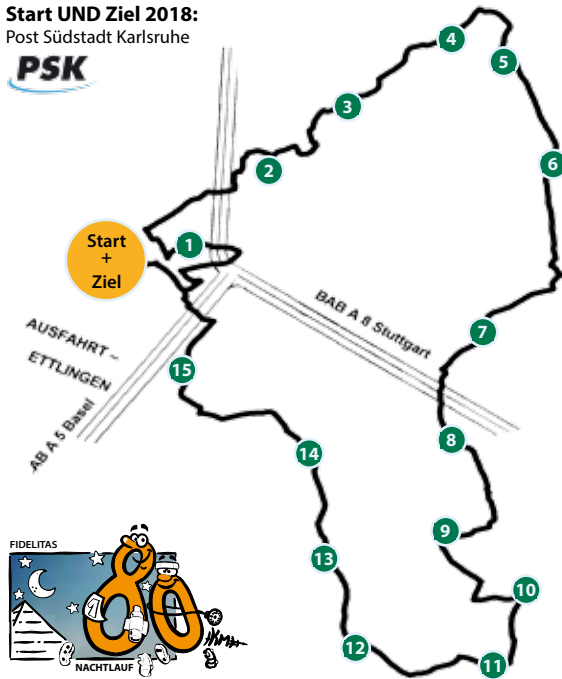 Start UND Ziel 2018:
Post Südstadt Karlsruhe
PSK
4
5
3
6
2
1
Start
+
Ziel
BAB A 8 Stuttgart
7
AUSFAHRT –
ETTLINGEN
AB A 5 Basel
15
8
14
9
13
10
12
11
FIDELITAS
80
NACHTLAUF